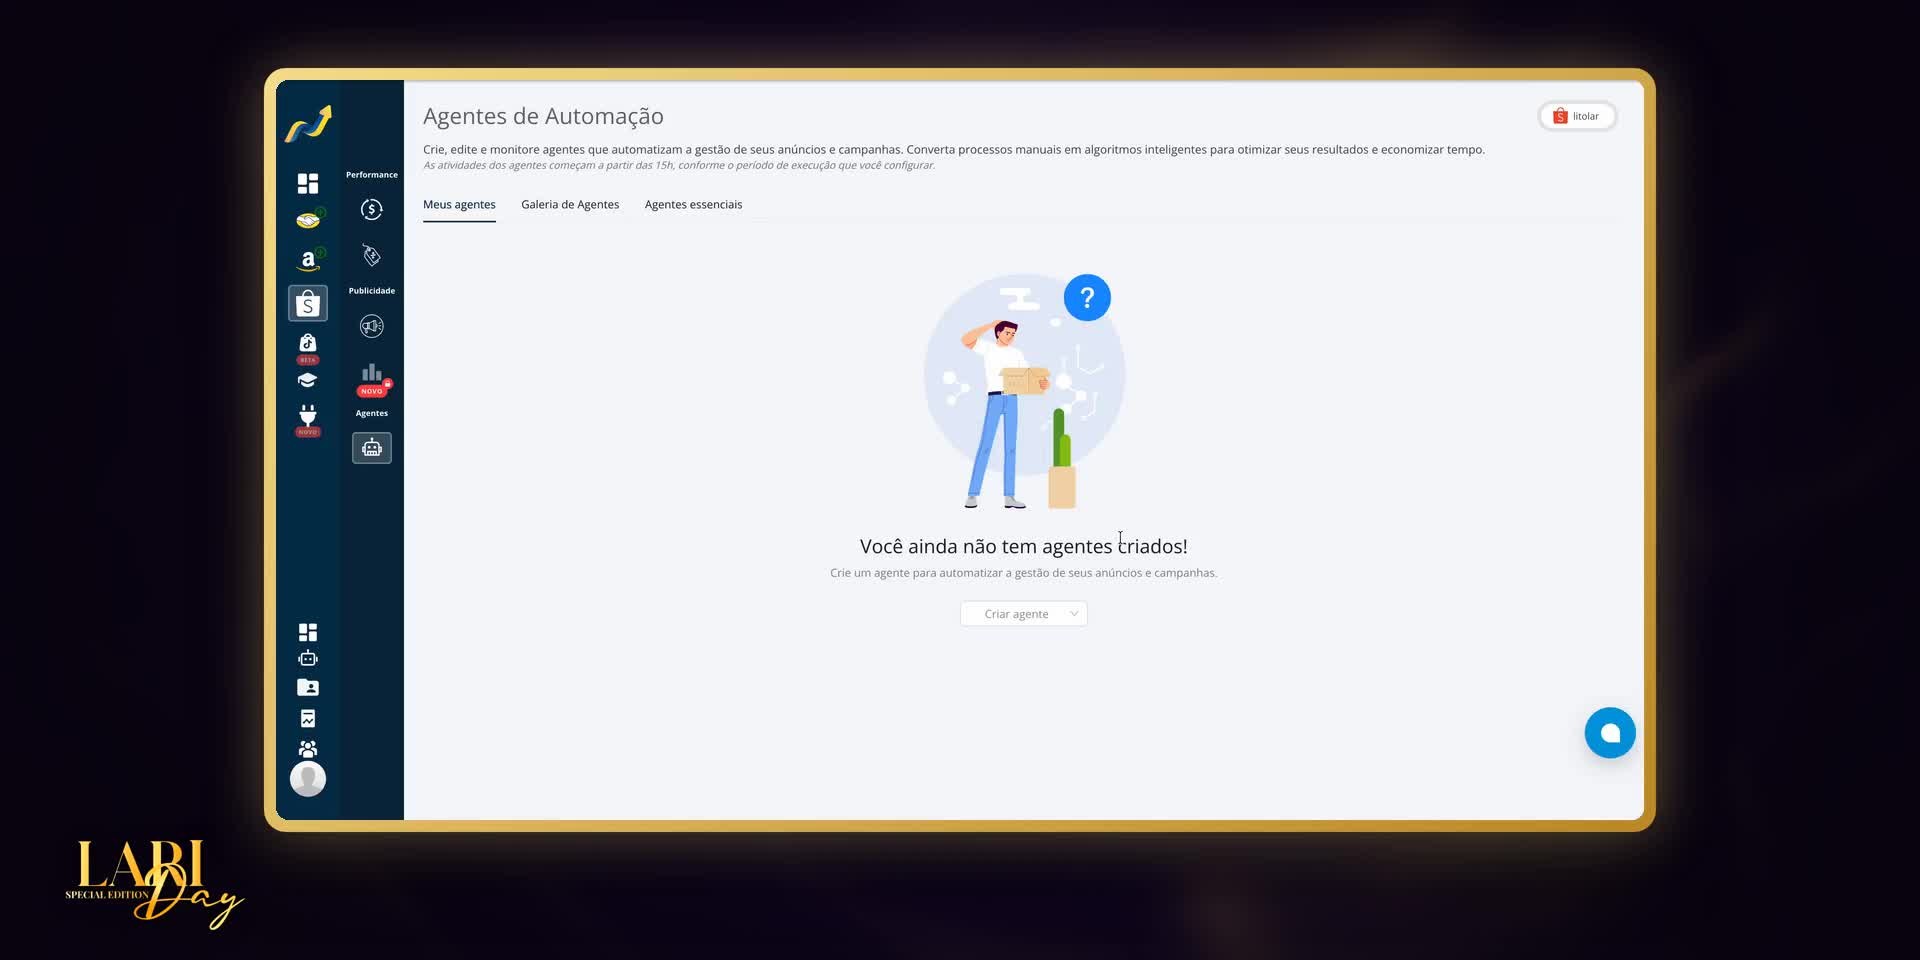 Agentes de Automação
litolar
Crie, edite e monitore agentes que automatizam a gestão de seus anúncios e campanhas. Converta processos manuais em algoritmos inteligentes para otimizar seus resultados e economizar tempo.
As atividades dos agentes começam a partir das 15h, conforme o período de execução que você configurar.
Meus agentes
Galeria de Agentes
Agentes essenciais
Performance
Publicidade
NOVO
Agentes
BETA
NOVO
?
Você ainda não tem agentes criados!
Crie um agente para automatizar a gestão de seus anúncios e campanhas.
Criar agente
LABI
SPECIAL EDITION
Day